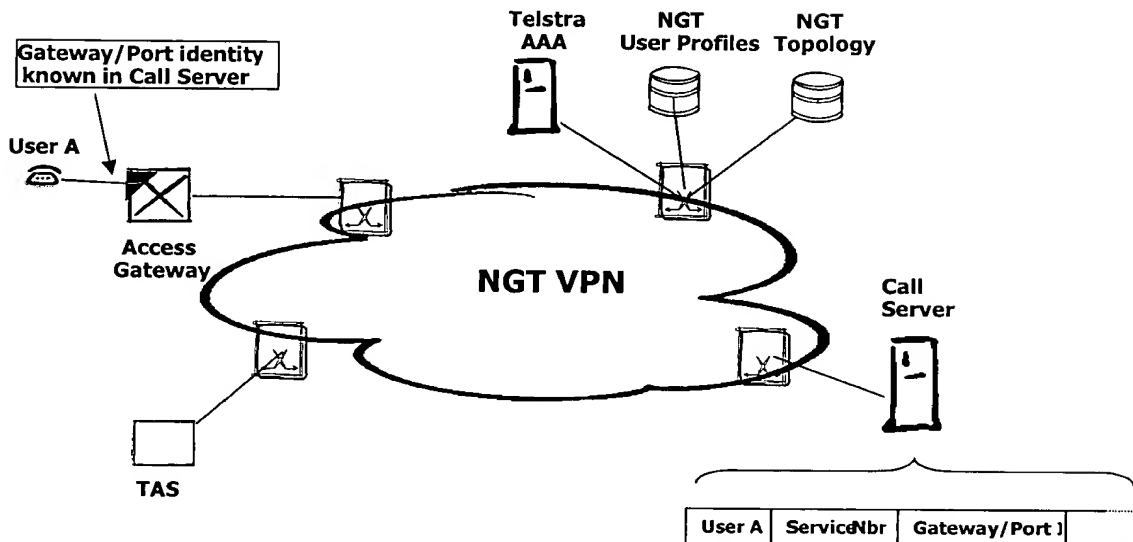 Telstra
AAA
NGT
User Profiles
NGT
Topology
Gateway/Port identity
known in Call Server
User A
Access
Gateway
NGT VPN
Call
Server
TAS
User A
ServiceNbr
Gateway/Port